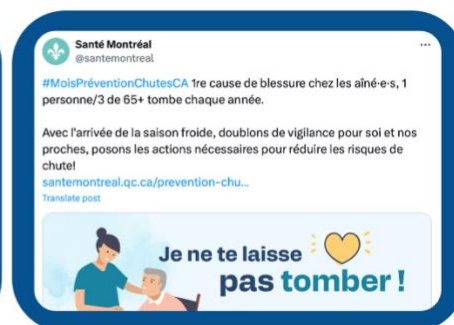 Santé Montréal
@santemontreal
#MoisPréventionChutesCA 1re cause de blessure chez les aîné·e·s, 1
personne/3 de 65+ tombe chaque année.
Avec l'arrivée de la saison froide, doublons de vigilance pour soi et nos
proches, posons les actions nécessaires pour réduire les risques de
chute!
santemontreal.qc.ca/prevention-chu...
Translate post
Je ne te laisse
pas tomber !